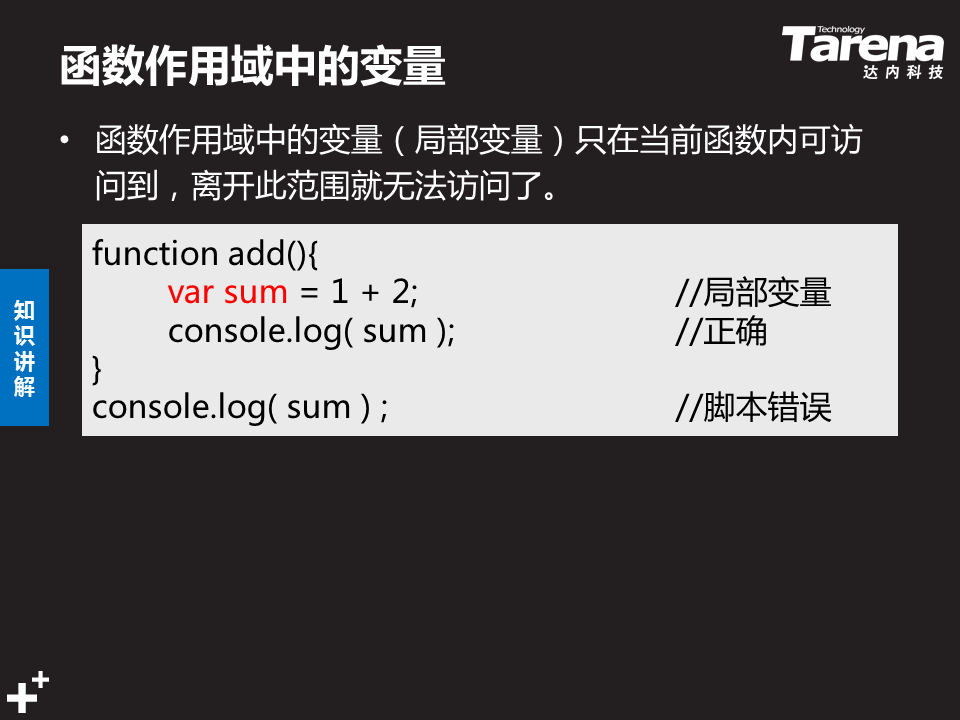 函数作用域中的变量
Technology
Tarena
达内科技
• 函数作用域中的变量（局部变量）只在当前函数内可访
问到，离开此范围就无法访问了。
知识讲解
function add(){
var sum = 1 + 2; //局部变量
console.log( sum ); //正确
}
console.log( sum ) ; //脚本错误